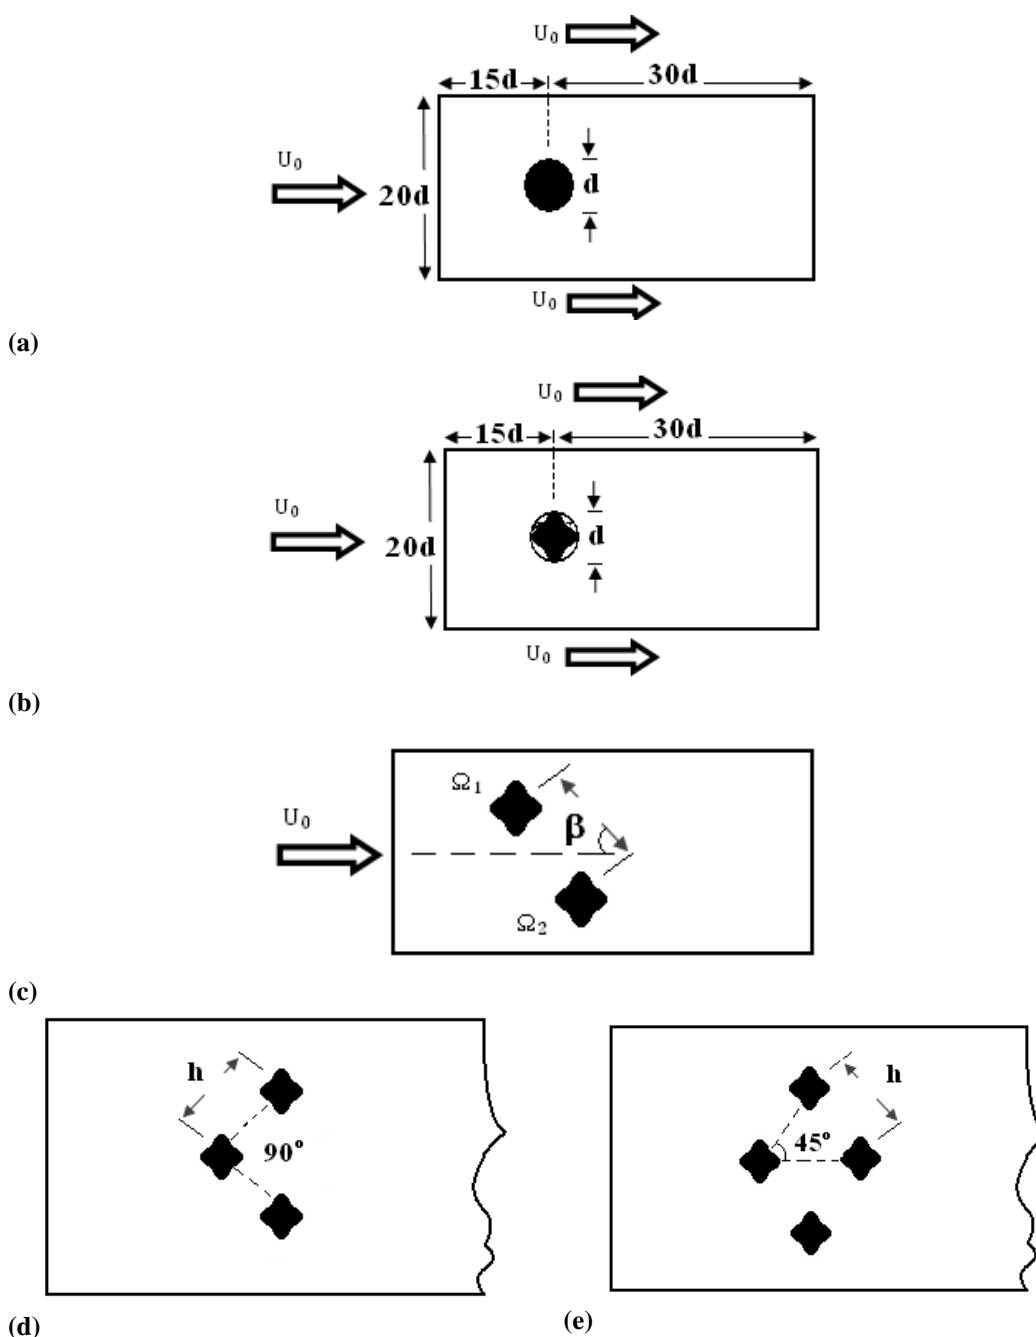 U₀
15d 30d
U₀
20d
d
U₀
(a)
U₀
15d 30d
U₀
20d
d
U₀
(b)
Ω₁
U₀
β
Ω₂
(c)
h
90°
h
45°
(d)
(e)